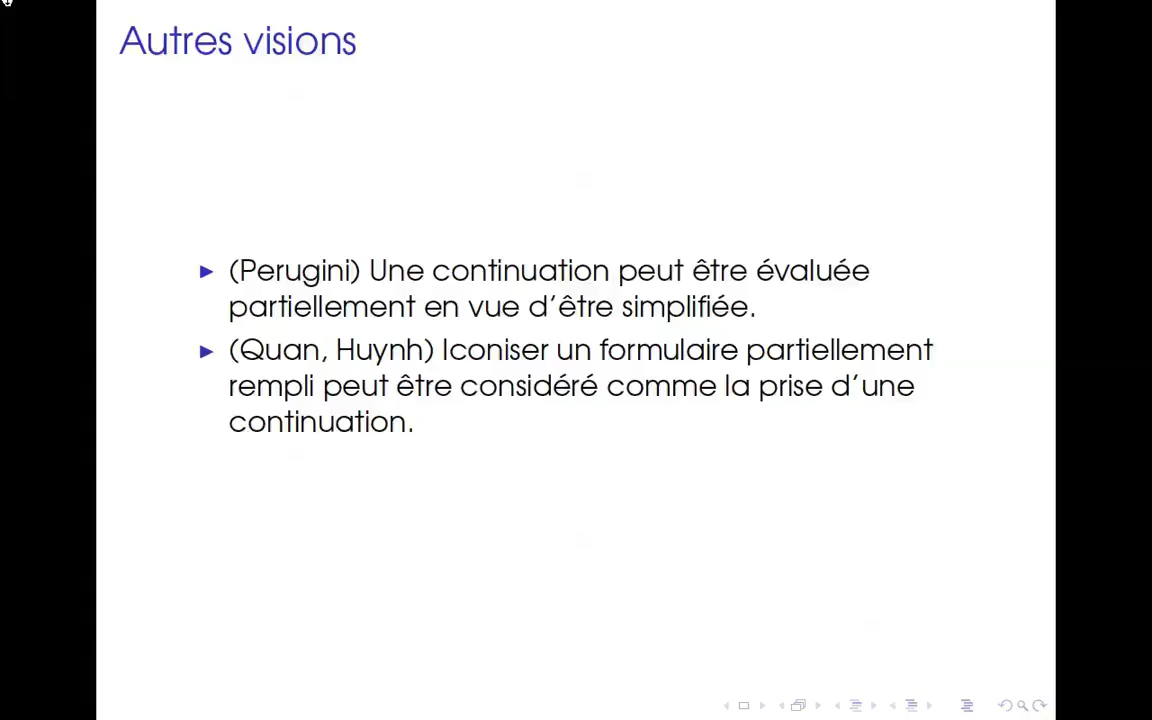 Autres visions
(Perugini) Une continuation peut être évaluée
partiellement en vue d'être simplifiée.
(Quan, Huynh) Iconiser un formulaire partiellement
rempli peut être considéré comme la prise d'une
continuation.